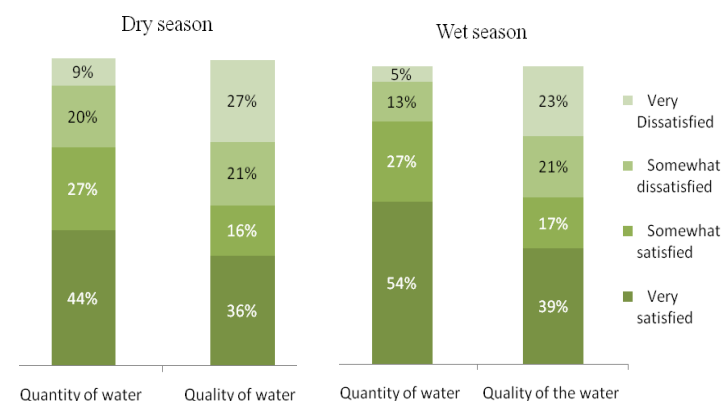 Dry season
9%
27%
20%
21%
27%
16%
44%
36%
Quantity of water
Quality of water
Wet season
5%
23%
13%
21%
27%
17%
54%
39%
Quantity of water
Quality of the water
Very
Dissatisfied
Somewhat
dissatisfied
Somewhat
satisfied
Very
satisfied